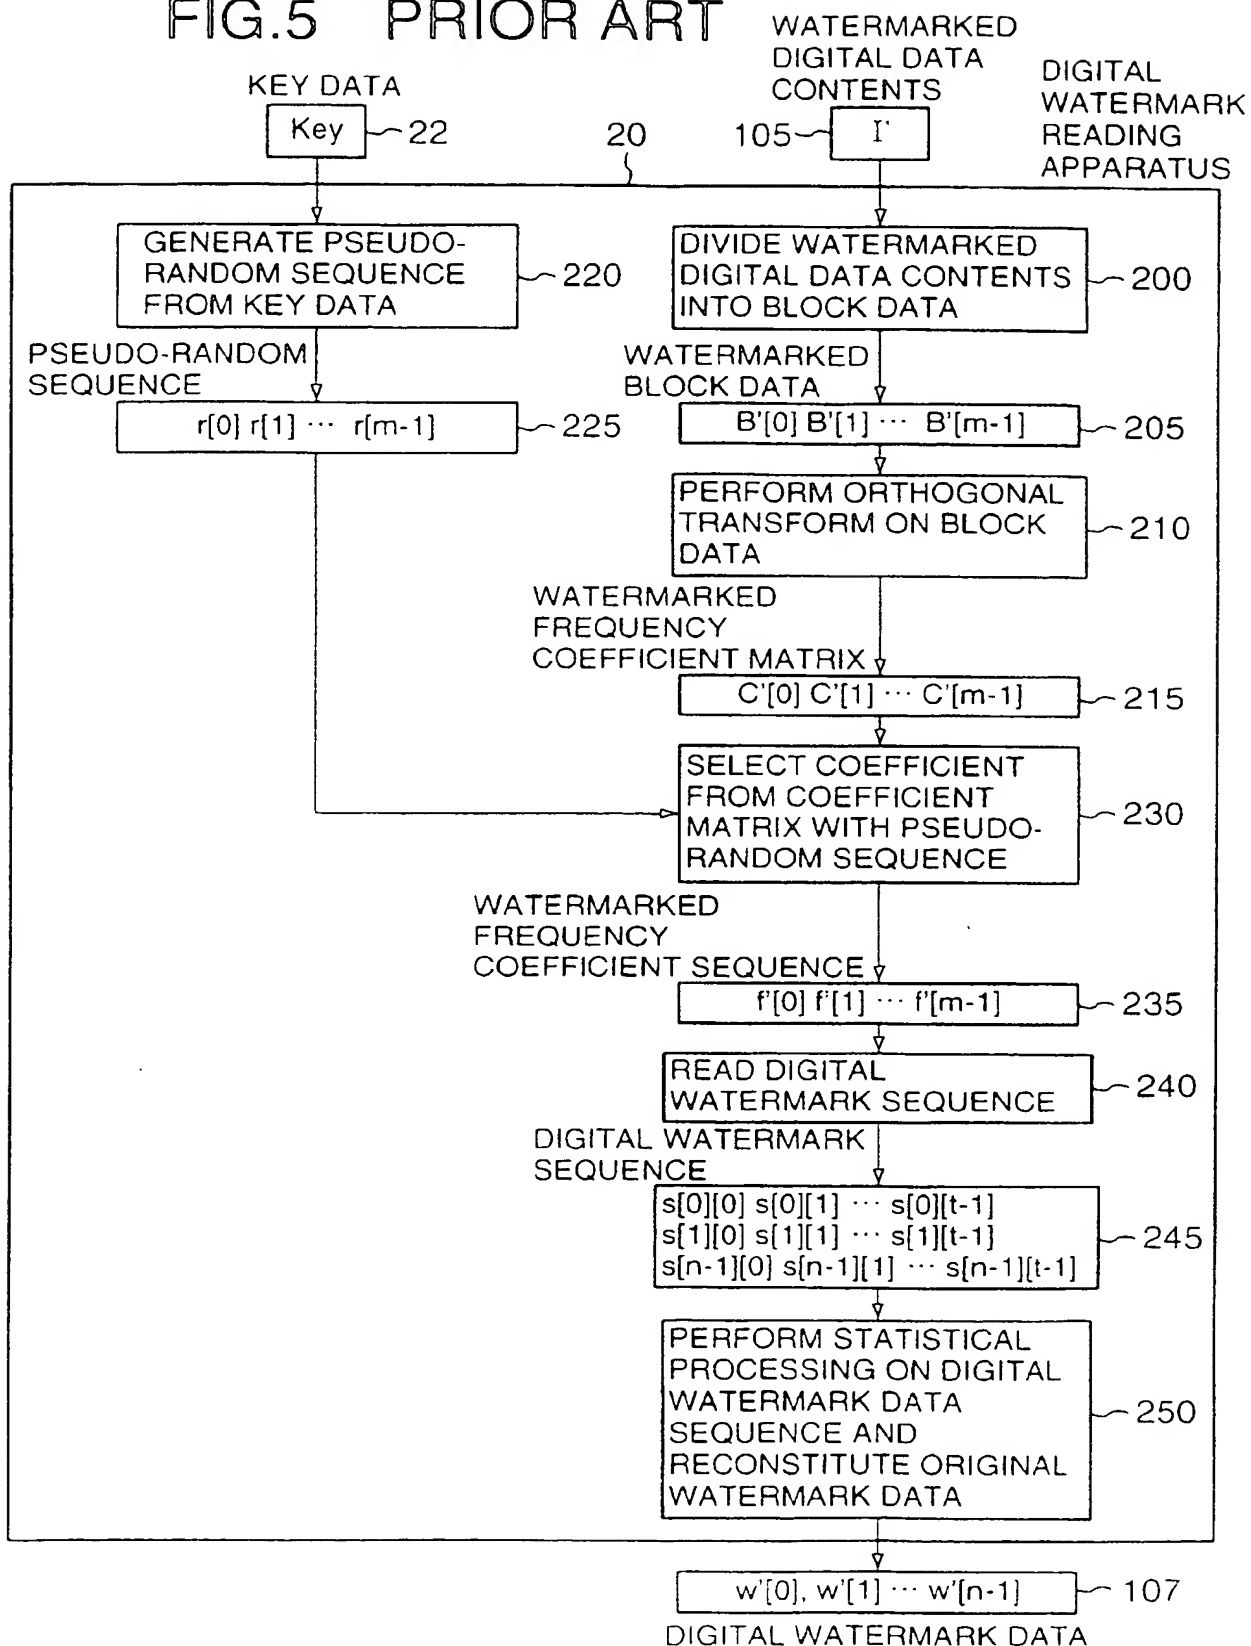 FIG.5 PRIOR ART
WATERMARKED
DIGITAL DATA
CONTENTS
KEY DATA
Key
22
20
105
I'
DIGITAL
WATERMARK
READING
APPARATUS
GENERATE PSEUDO-
RANDOM SEQUENCE
FROM KEY DATA
220
DIVIDE WATERMARKED
DIGITAL DATA CONTENTS
INTO BLOCK DATA
200
PSEUDO-RANDOM
SEQUENCE
WATERMARKED
BLOCK DATA
r[0] r[1] ··· r[m-1]
225
B'[0] B'[1] ··· B'[m-1]
205
PERFORM ORTHOGONAL
TRANSFORM ON BLOCK
DATA
210
WATERMARKED
FREQUENCY
COEFFICIENT MATRIX
C'[0] C'[1] ··· C'[m-1]
215
SELECT COEFFICIENT
FROM COEFFICIENT
MATRIX WITH PSEUDO-
RANDOM SEQUENCE
230
WATERMARKED
FREQUENCY
COEFFICIENT SEQUENCE
f'[0] f'[1] ··· f'[m-1]
235
READ DIGITAL
WATERMARK SEQUENCE
240
DIGITAL WATERMARK
SEQUENCE
s[0][0] s[0][1] ··· s[0][t-1]
s[1][0] s[1][1] ··· s[1][t-1]
s[n-1][0] s[n-1][1] ··· s[n-1][t-1]
245
PERFORM STATISTICAL
PROCESSING ON DIGITAL
WATERMARK DATA
SEQUENCE AND
RECONSTITUTE ORIGINAL
WATERMARK DATA
250
w'[0], w'[1] ··· w'[n-1]
107
DIGITAL WATERMARK DATA